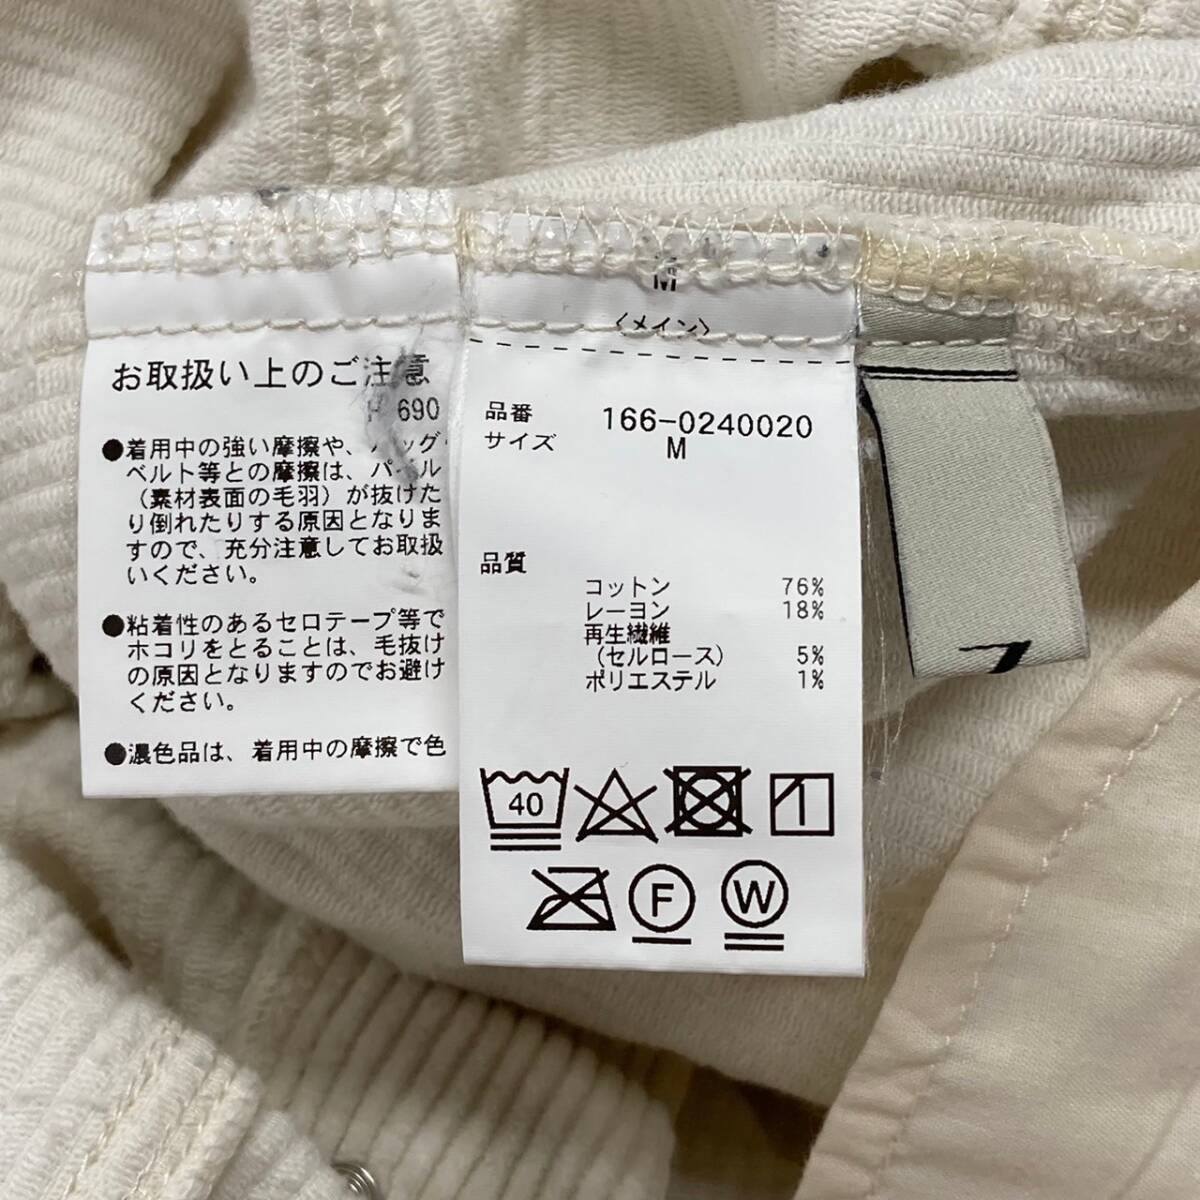 お取扱い上のご注意
690
●着用中の強い摩擦や、バッグ
ベルト等との摩擦は、パイル
(素材表面の毛羽)が抜けた
り倒れたりする原因となりま
すので、充分注意してお取扱
いください。
●粘着性のあるセロテープ等で
ホコリをとることは、毛抜け
の原因となりますのでお避け
ください。
●濃色品は、着用中の摩擦で色
M
〈メイン〉
品番 166-0240020
サイズ M
品質
コットン 76%
レーヨン 18%
再生繊維
(セルロース) 5%
ポリエステル 1%
40
F
W